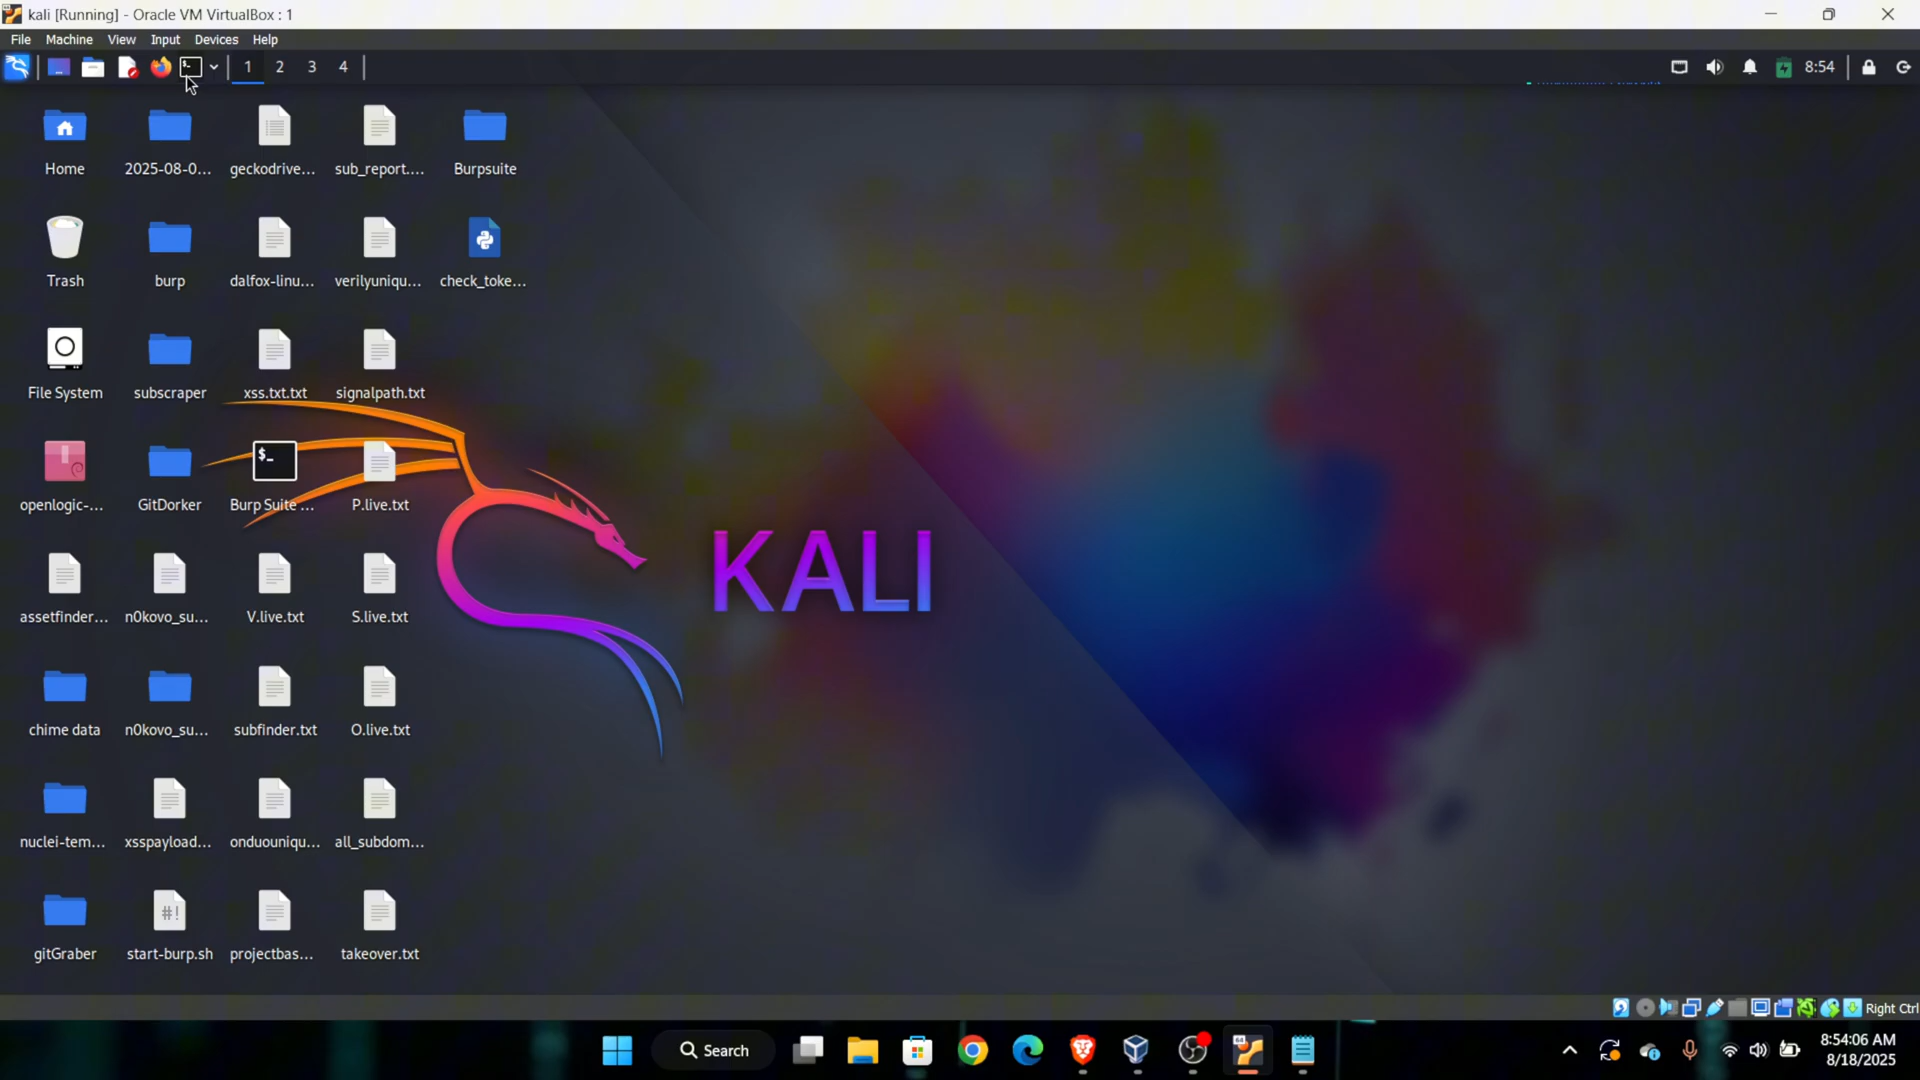 kali [Running] - Oracle VM VirtualBox : 1
File Machine View Input Devices Help
1 2 3 4 8:54
Home 2025-08-0... geckodrive... sub_report.... Burpsuite
Trash burp dalfox-linu... verilyuniqu... check_toke...
File System subscraper xss.txt.txt signalpath.txt
openlogic-... GitDorker Burp Suite ... P.live.txt
KALI
assetfinder... n0kovo_su... V.live.txt S.live.txt
chime data n0kovo_su... subfinder.txt O.live.txt
nuclei-tem... xsspayload... onduouniqu... all_subdom...
gitGraber start-burp.sh projectbas... takeover.txt
Right Ctrl
Search
8:54:06 AM
8/18/2025